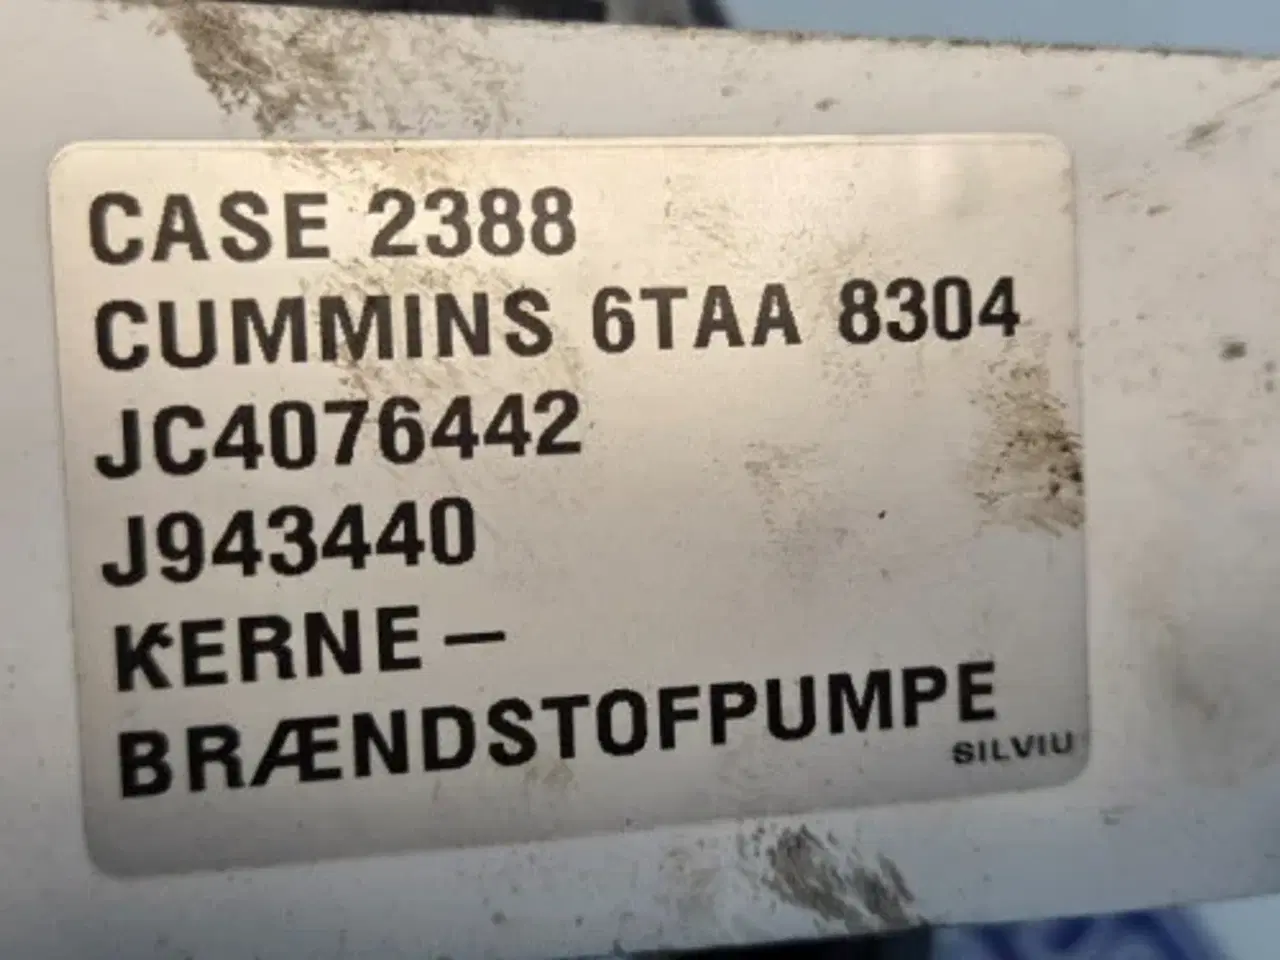 CASE 2388
CUMMINS 6TAA 8304
JC4076442
J943440
KERNE –
BRÆNDSTOFPUMPE
SILVIU